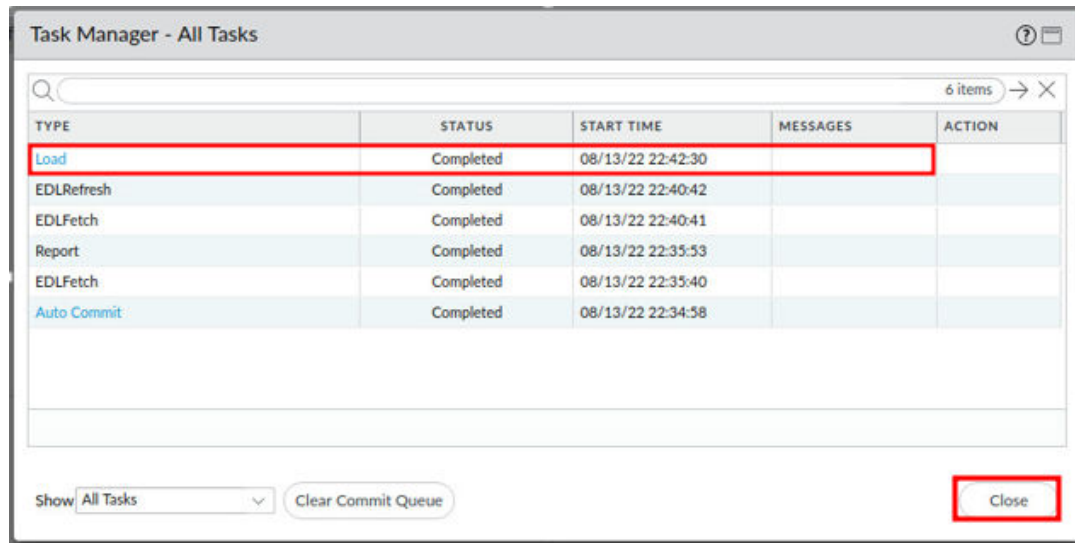 Task Manager - All Tasks
6 items
TYPE STATUS START TIME MESSAGES ACTION
Load Completed 08/13/22 22:42:30
EDLRefresh Completed 08/13/22 22:40:42
EDLFetch Completed 08/13/22 22:40:41
Report Completed 08/13/22 22:35:53
EDLFetch Completed 08/13/22 22:35:40
Auto Commit Completed 08/13/22 22:34:58
Show All Tasks Clear Commit Queue Close